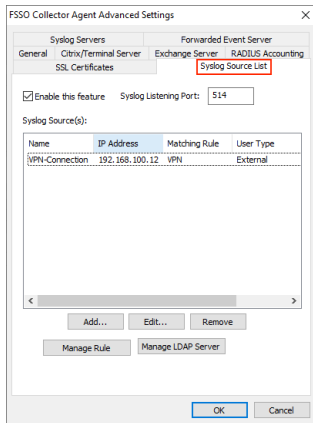 FSSO Collector Agent Advanced Settings
Syslog Servers Forwarded Event Server
General Citrix/Terminal Server Exchange Server RADIUS Accounting
SSL Certificates Syslog Source List
Enable this feature Syslog Listening Port: 514
Syslog Source(s):
Name IP Address Matching Rule User Type
VPN-Connection 192.168.100.12 VPN External
Add... Edit... Remove
Manage Rule Manage LDAP Server
OK Cancel